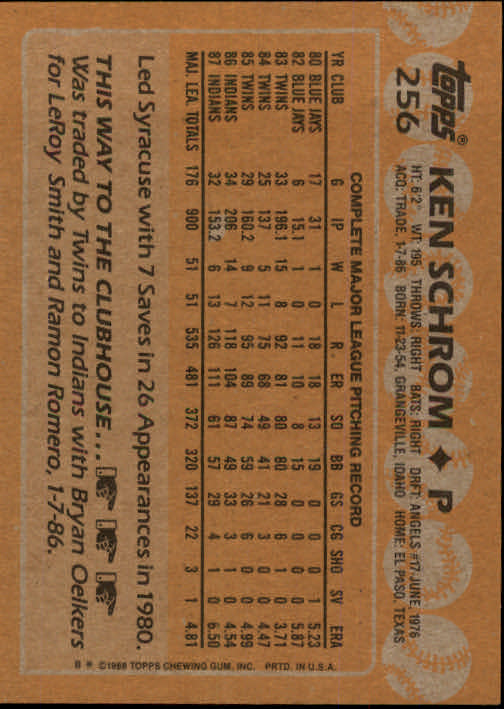 topps®
256
KEN SCHROM ✦ P
HT: 6'2" WT: 195 THROWS: RIGHT BATS: RIGHT DRFT: ANGELS #17-JUNE, 1976
ACQ: TRADE, 1-7-86 BORN: 11-23-54, GRANGEVILLE, IDAHO HOME: EL PASO, TEXAS
COMPLETE MAJOR LEAGUE PITCHING RECORD
YR CLUB G IP W L R ER SO BB GS CG SHO SV ERA
80 BLUE JAYS 17 31 1 0 18 18 13 19 0 0 0 1 5.23
82 BLUE JAYS 6 15.1 1 0 11 10 8 15 0 0 0 0 5.87
83 TWINS 33 196.1 15 8 92 81 80 80 28 6 1 0 3.71
84 TWINS 25 137 5 11 75 68 49 41 21 3 0 0 4.47
85 TWINS 29 160.2 9 12 95 89 74 59 26 6 0 0 4.99
86 INDIANS 34 206 14 7 118 104 87 49 33 3 1 0 4.54
87 INDIANS 32 153.2 6 13 126 111 61 57 29 4 1 0 6.50
MAJ. LEA. TOTALS 176 900 51 51 535 481 372 320 137 22 3 1 4.81
Led Syracuse with 7 Saves in 26 Appearances in 1980.
THIS WAY TO THE CLUBHOUSE...
Was traded by Twins to Indians with Bryan Oelkers
for LeRoy Smith and Ramon Romero, 1-7-86.
B * ©1988 TOPPS CHEWING GUM, INC. PRTD. IN U.S.A.